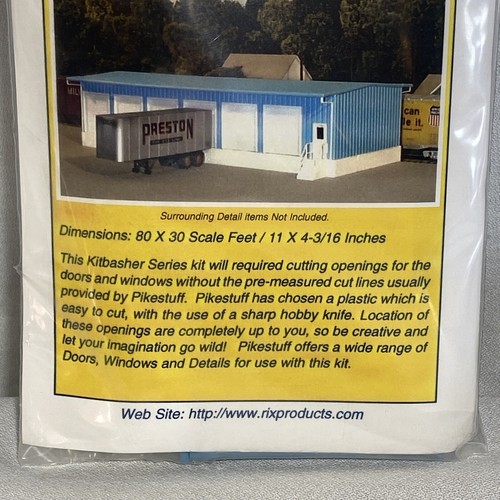 PRESTON
can
e it.
Surrounding Detail items Not Included.
Dimensions: 80 X 30 Scale Feet / 11 X 4-3/16 Inches
This Kitbasher Series kit will required cutting openings for the
doors and windows without the pre-measured cut lines usually
provided by Pikestuff. Pikestuff has chosen a plastic which is
easy to cut, with the use of a sharp hobby knife. Location of
these openings are completely up to you, so be creative and
let your imagination go wild! Pikestuff offers a wide range of
Doors, Windows and Details for use with this kit.
Web Site: http://www.rixproducts.com